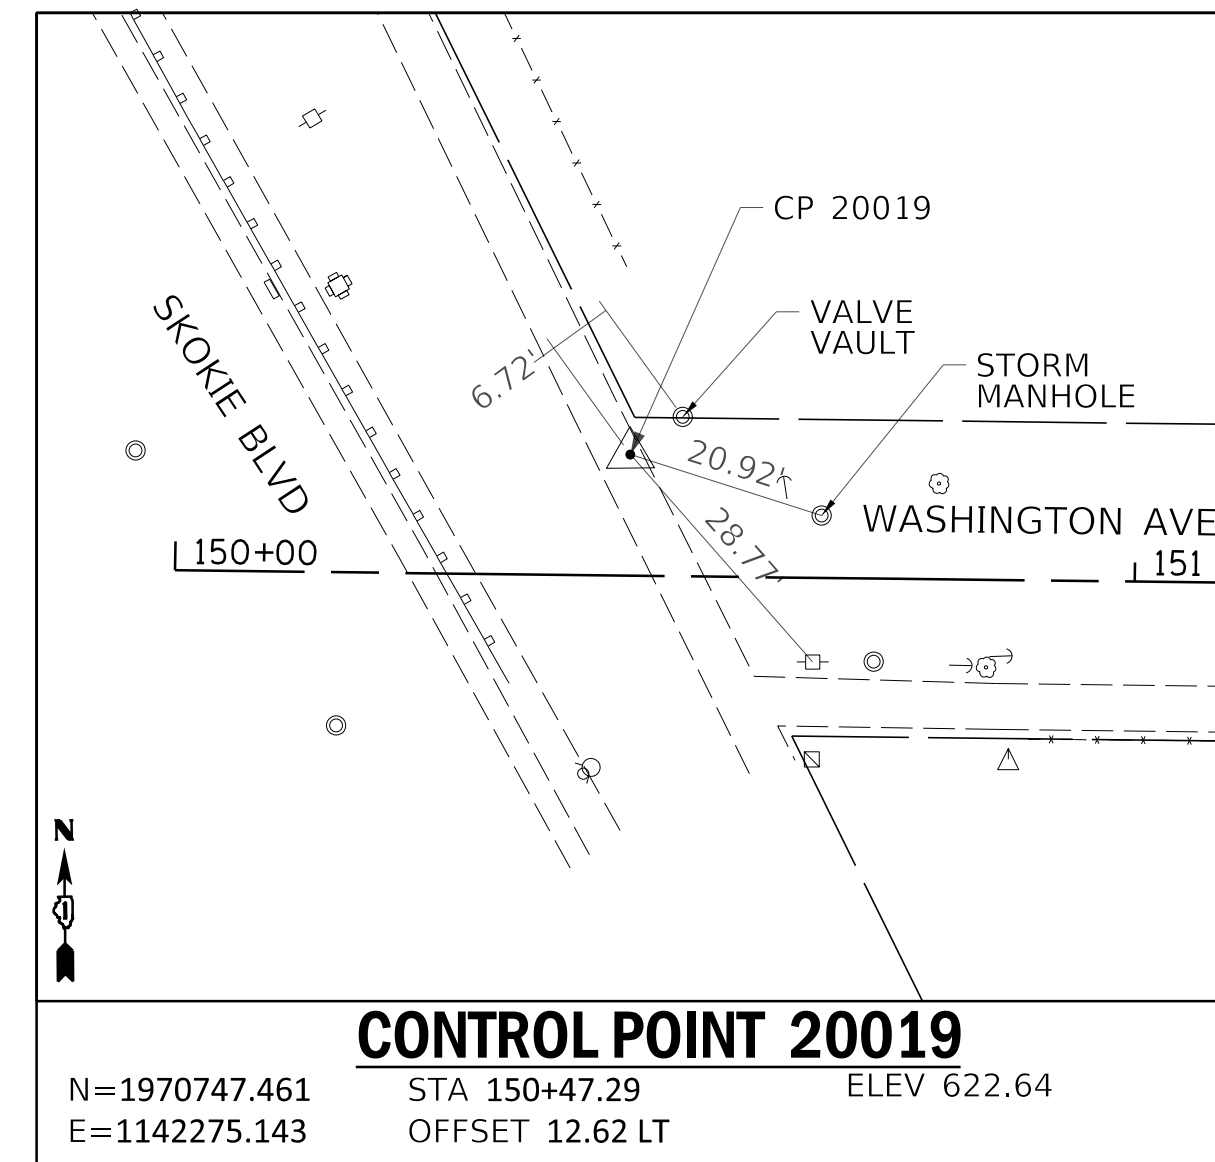 CP 20019
VALVE
VAULT
STORM
MANHOLE
6.72'
20.92'
28.77'
SKOKIE BLVD
WASHINGTON AVE
150+00
151
N
CONTROL POINT 20019
N=1970747.461
STA 150+47.29
ELEV 622.64
E=1142275.143
OFFSET 12.62 LT